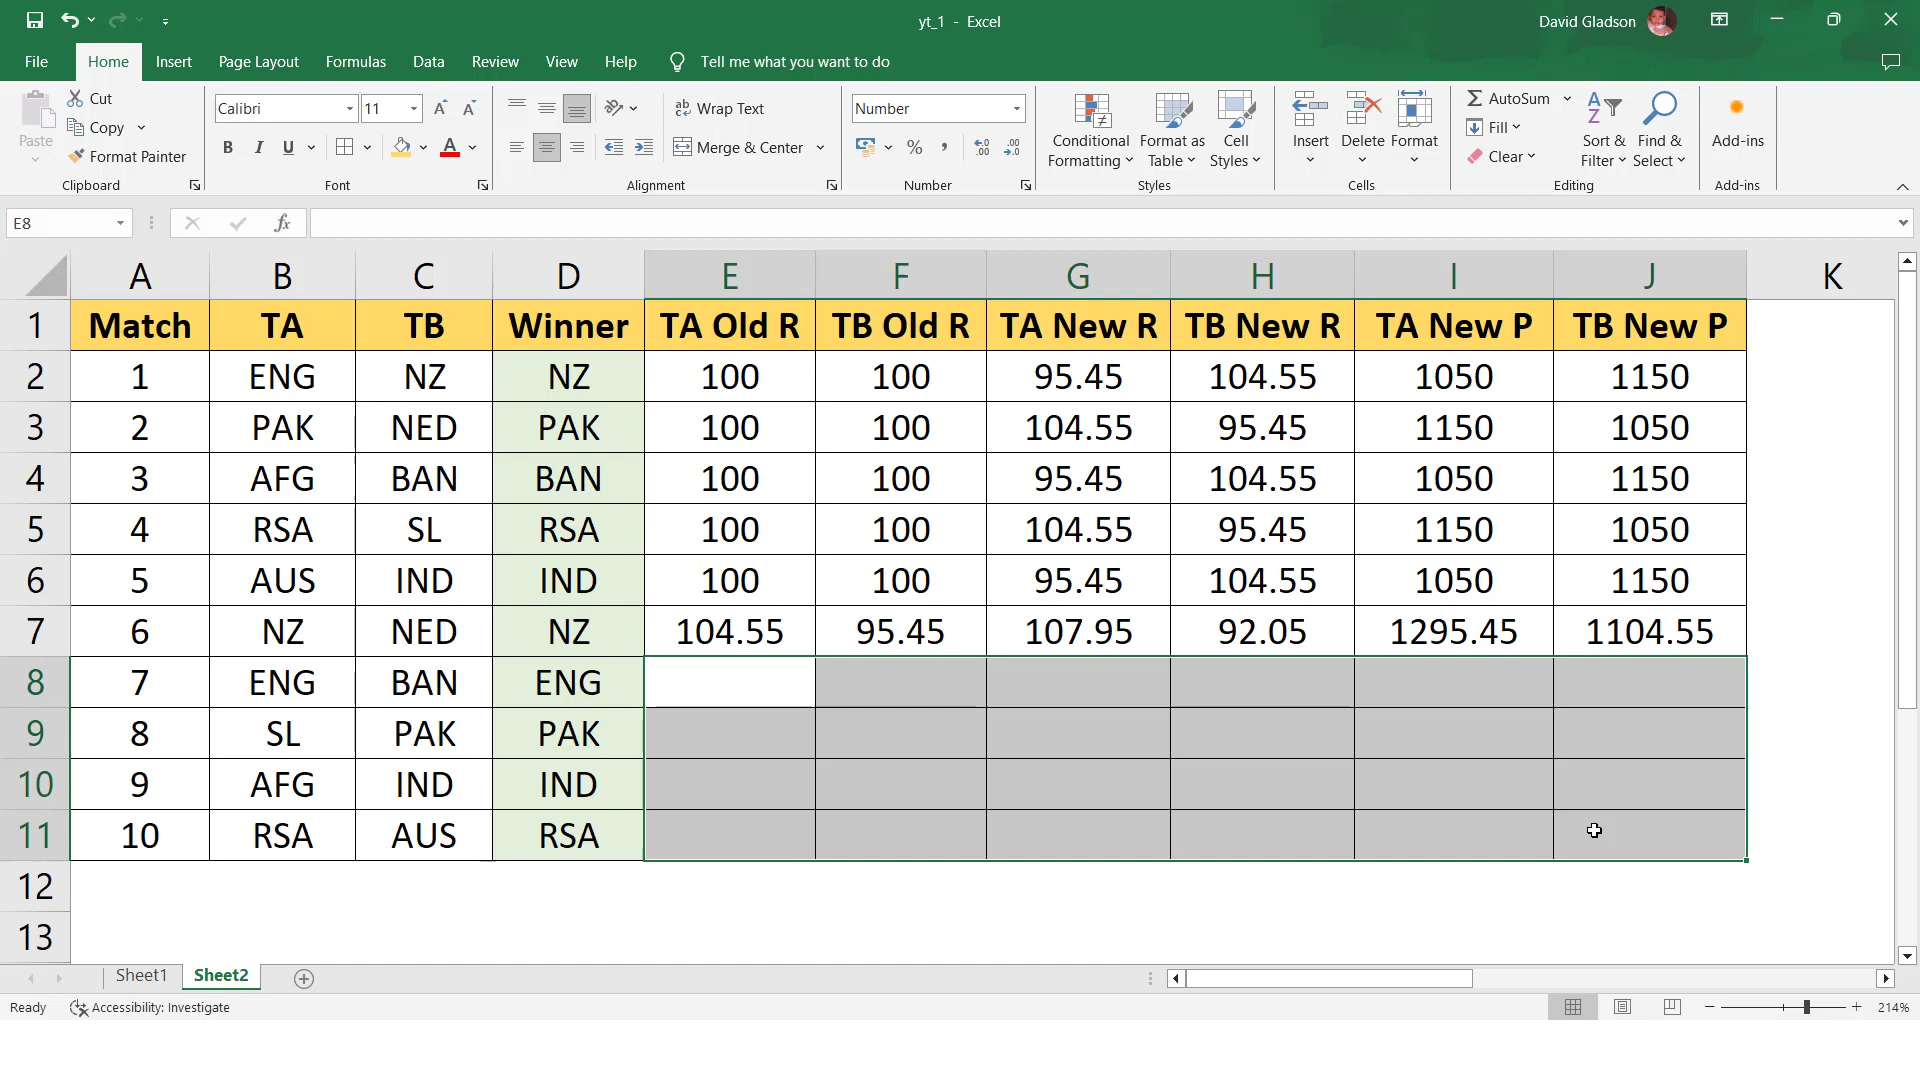 yt_1 - Excel
David Gladson
File Home Insert Page Layout Formulas Data Review View Help Tell me what you want to do
Paste
Cut
Copy
Format Painter
Clipboard
Calibri 11
B I U A
Font
ab Wrap Text
Merge & Center
Alignment
Number
% ,
Number
Conditional Formatting
Format as Table
Cell Styles
Styles
Insert Delete Format
Cells
AutoSum
Fill
Clear
Sort & Filter
Find & Select
Editing
Add-ins
Add-ins
E8 fx
A B C D E F G H I J K
1 Match TA TB Winner TA Old R TB Old R TA New R TB New R TA New P TB New P
2 1 ENG NZ NZ 100 100 95.45 104.55 1050 1150
3 2 PAK NED PAK 100 100 104.55 95.45 1150 1050
4 3 AFG BAN BAN 100 100 95.45 104.55 1050 1150
5 4 RSA SL RSA 100 100 104.55 95.45 1150 1050
6 5 AUS IND IND 100 100 95.45 104.55 1050 1150
7 6 NZ NED NZ 104.55 95.45 107.95 92.05 1295.45 1104.55
8 7 ENG BAN ENG
9 8 SL PAK PAK
10 9 AFG IND IND
11 10 RSA AUS RSA
12
13
Sheet1 Sheet2
Ready Accessibility: Investigate 214%